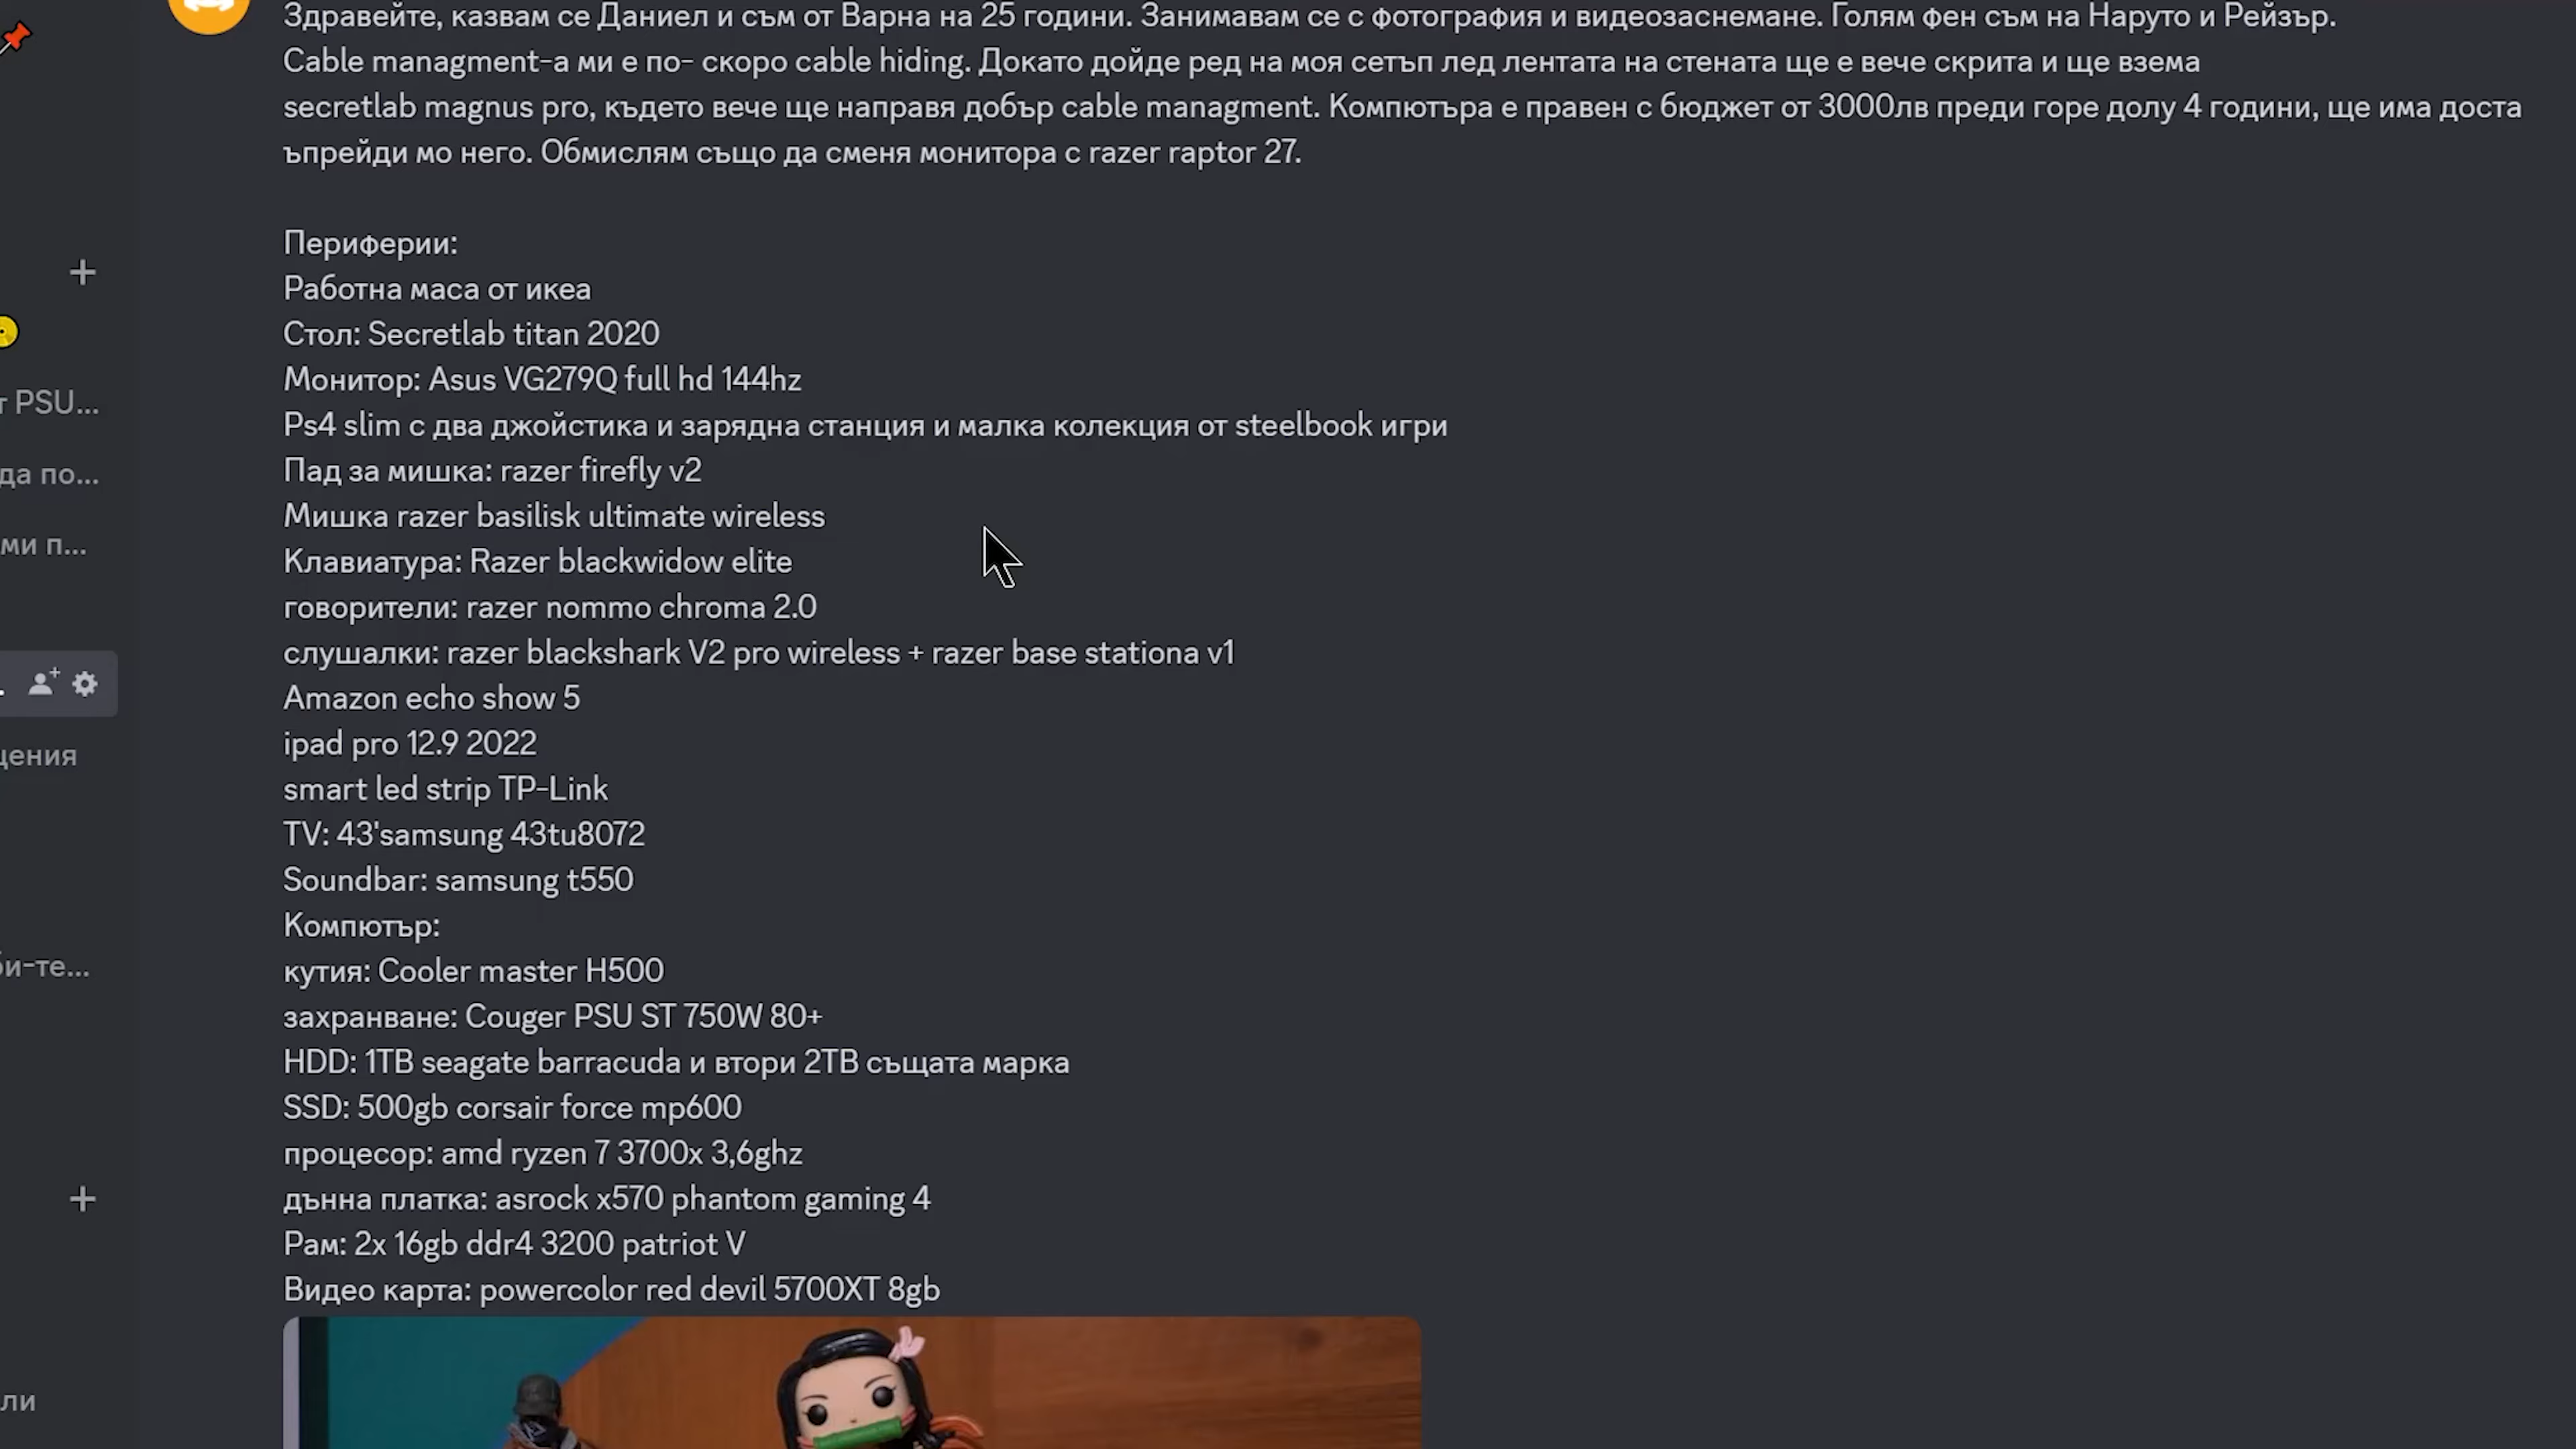 Здравейте, казвам се Даниел и съм от Варна на 25 години. Занимавам се с фотография и видеозаснемане. Голям фен съм на Наруто и Рейзър.
Cable managment-а ми е по- скоро cable hiding. Докато дойде ред на моя сетъп лед лентата на стената ще е вече скрита и ще взема
secretlab magnus pro, където вече ще направя добър cable managment. Компютъра е правен с бюджет от 3000лв преди горе долу 4 години, ще има доста
ъпрейди мо него. Обмислям също да сменя монитора с razer raptor 27.
Периферии:
Работна маса от икеа
Стол: Secretlab titan 2020
Монитор: Asus VG279Q full hd 144hz
т PSU...
Ps4 slim с два джойстика и зарядна станция и малка колекция от steelbook игри
да по...
Пад за мишка: razer firefly v2
Мишка razer basilisk ultimate wireless
ми п...
Клавиатура: Razer blackwidow elite
говорители: razer nommo chroma 2.0
слушалки: razer blackshark V2 pro wireless + razer base stationa v1
Amazon echo show 5
ipad pro 12.9 2022
щения
smart led strip TP-Link
TV: 43'samsung 43tu8072
Soundbar: samsung t550
Компютър:
би-те...
кутия: Cooler master H500
захранване: Couger PSU ST 750W 80+
HDD: 1TB seagate barracuda и втори 2TB същата марка
SSD: 500gb corsair force mp600
процесор: amd ryzen 7 3700x 3,6ghz
дънна платка: asrock x570 phantom gaming 4
Рам: 2x 16gb ddr4 3200 patriot V
Видео карта: powercolor red devil 5700XT 8gb
ли